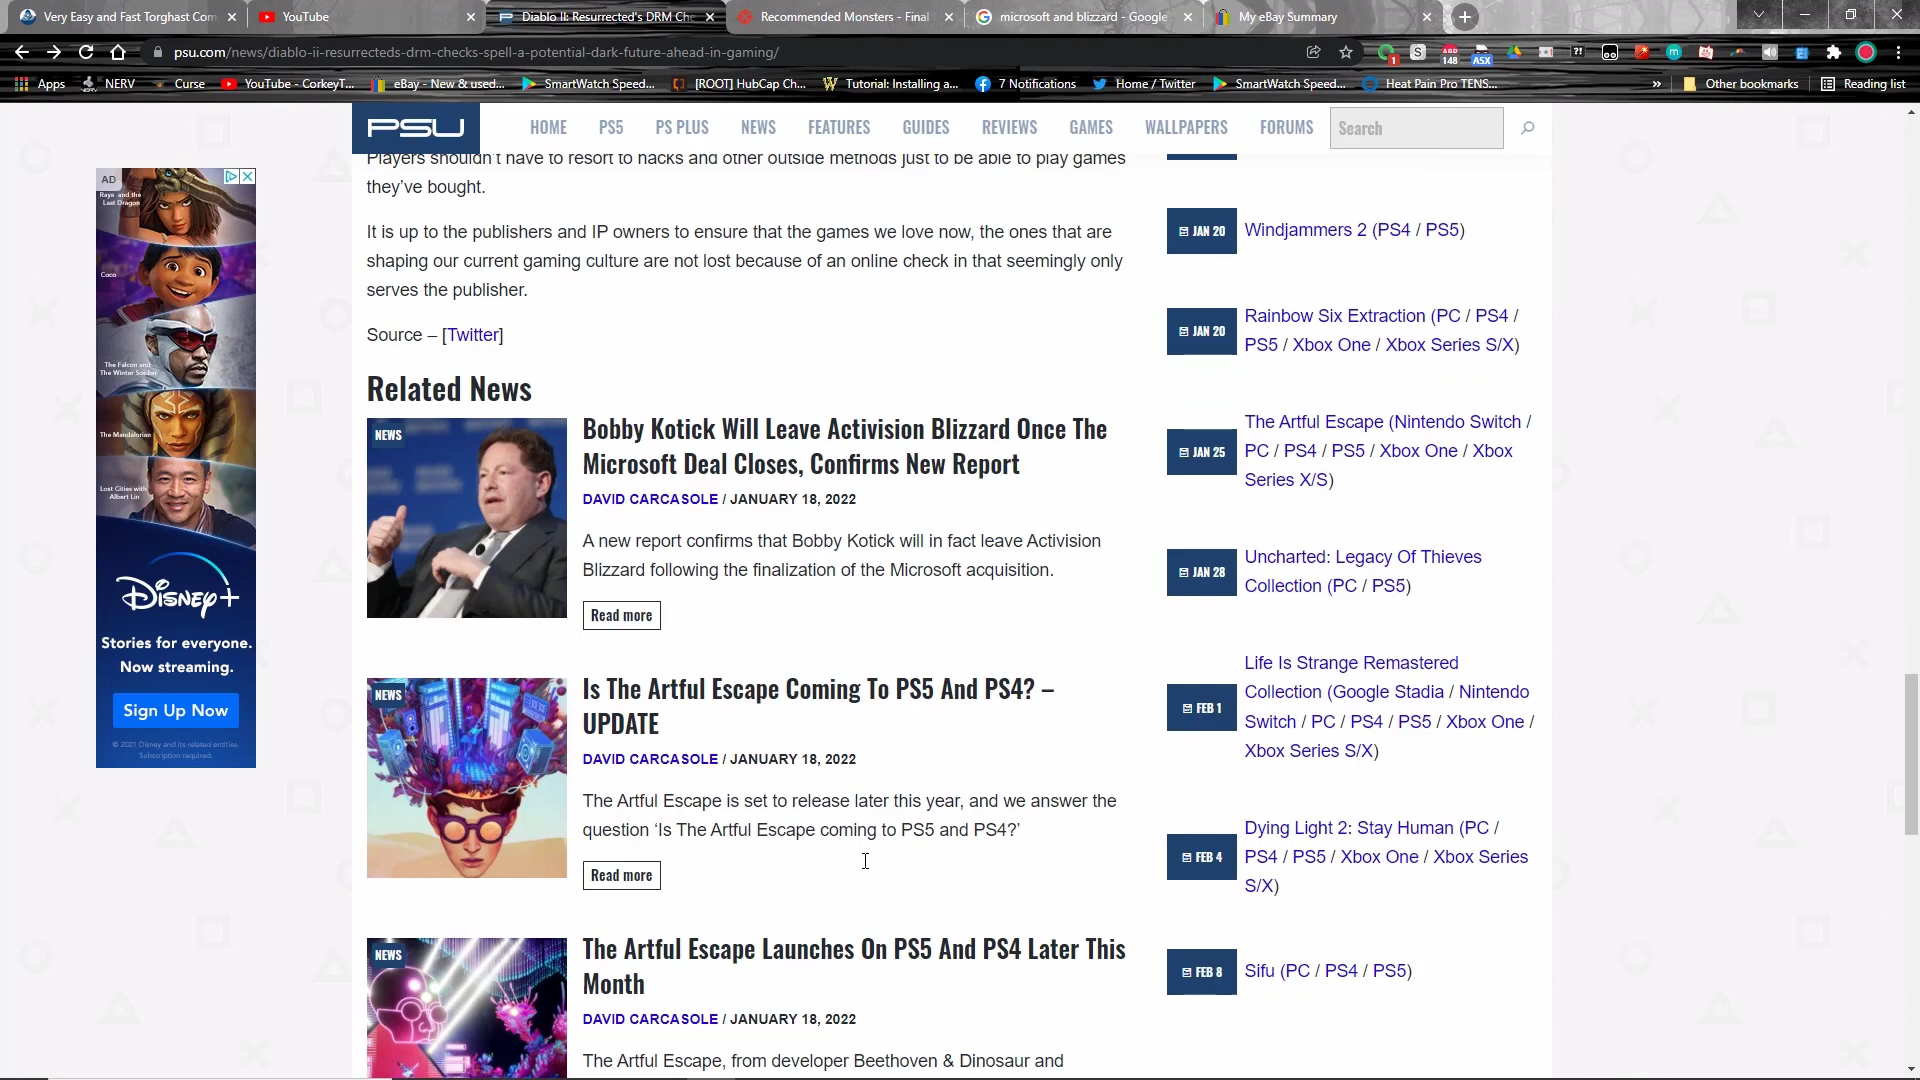 Very Easy and Fast Torghast Com
YouTube
Diablo II: Resurrected's DRM Che
Recommended Monsters - Final
microsoft and blizzard - Google
My eBay Summary
psu.com/news/diablo-ii-resurrecteds-drm-checks-spell-a-potential-dark-future-ahead-in-gaming/
1
S
148
ASX
Apps
NERV
Curse
YouTube - CorkeyT...
eBay - New & used...
SmartWatch Speed...
[ROOT] HubCap Ch...
Tutorial: Installing a...
7 Notifications
Home / Twitter
SmartWatch Speed...
Heat Pain Pro TENS...
»
Other bookmarks
Reading list
PSU
HOME
PS5
PS PLUS
NEWS
FEATURES
GUIDES
REVIEWS
GAMES
WALLPAPERS
FORUMS
Search
Players shouldn't have to resort to hacks and other outside methods just to be able to play games
they've bought.
It is up to the publishers and IP owners to ensure that the games we love now, the ones that are
shaping our current gaming culture are not lost because of an online check in that seemingly only
serves the publisher.
Source – [Twitter]
Related News
NEWS
Bobby Kotick Will Leave Activision Blizzard Once The
Microsoft Deal Closes, Confirms New Report
DAVID CARCASOLE / JANUARY 18, 2022
A new report confirms that Bobby Kotick will in fact leave Activision
Blizzard following the finalization of the Microsoft acquisition.
Read more
NEWS
Is The Artful Escape Coming To PS5 And PS4? –
UPDATE
DAVID CARCASOLE / JANUARY 18, 2022
The Artful Escape is set to release later this year, and we answer the
question ‘Is The Artful Escape coming to PS5 and PS4?’
Read more
NEWS
The Artful Escape Launches On PS5 And PS4 Later This
Month
DAVID CARCASOLE / JANUARY 18, 2022
The Artful Escape, from developer Beethoven & Dinosaur and
JAN 20
Windjammers 2 (PS4 / PS5)
JAN 20
Rainbow Six Extraction (PC / PS4 /
PS5 / Xbox One / Xbox Series S/X)
JAN 25
The Artful Escape (Nintendo Switch /
PC / PS4 / PS5 / Xbox One / Xbox
Series X/S)
JAN 28
Uncharted: Legacy Of Thieves
Collection (PC / PS5)
FEB 1
Life Is Strange Remastered
Collection (Google Stadia / Nintendo
Switch / PC / PS4 / PS5 / Xbox One /
Xbox Series S/X)
FEB 4
Dying Light 2: Stay Human (PC /
PS4 / PS5 / Xbox One / Xbox Series
S/X)
FEB 8
Sifu (PC / PS4 / PS5)
AD
Raya and the
Last Dragon
Coco
The Falcon and
The Winter Soldier
The Mandalorian
Lost Cities with
Albert Lin
Disney+
Stories for everyone.
Now streaming.
Sign Up Now
© 2021 Disney and its related entities.
Subscription required.